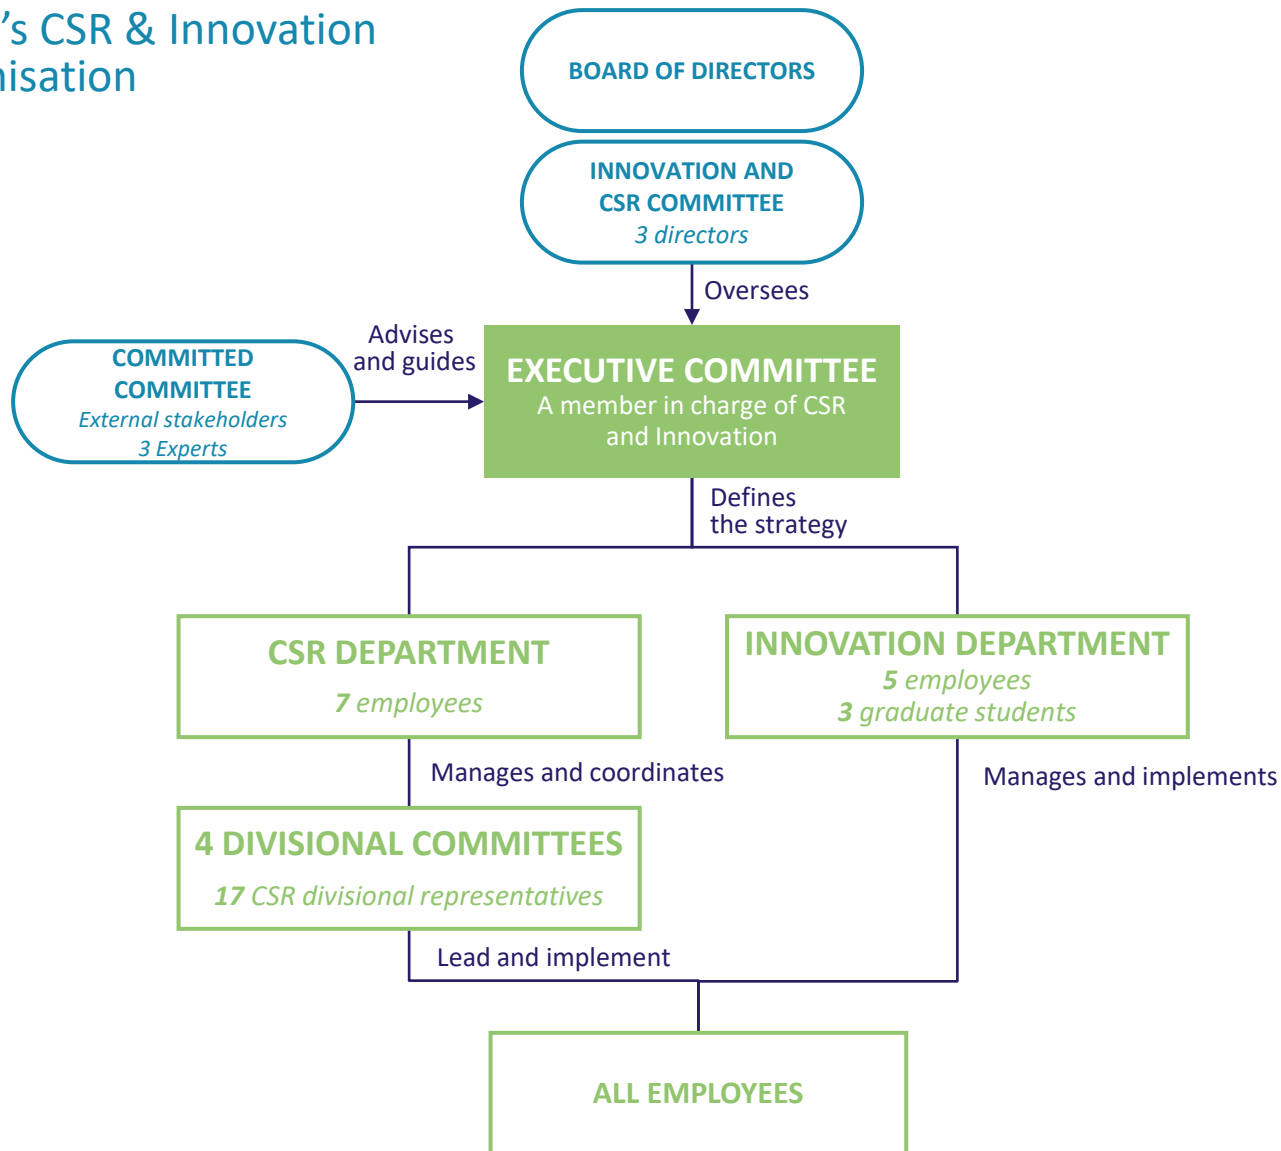 's CSR & Innovation
nisation
BOARD OF DIRECTORS
INNOVATION AND
CSR COMMITTEE
3 directors
Oversees
Advises
and guides
COMMITTED
COMMITTEE
External stakeholders
3 Experts
EXECUTIVE COMMITTEE
A member in charge of CSR
and Innovation
Defines
the strategy
CSR DEPARTMENT
7 employees
INNOVATION DEPARTMENT
5 employees
3 graduate students
Manages and coordinates
Manages and implements
4 DIVISIONAL COMMITTEES
17 CSR divisional representatives
Lead and implement
ALL EMPLOYEES